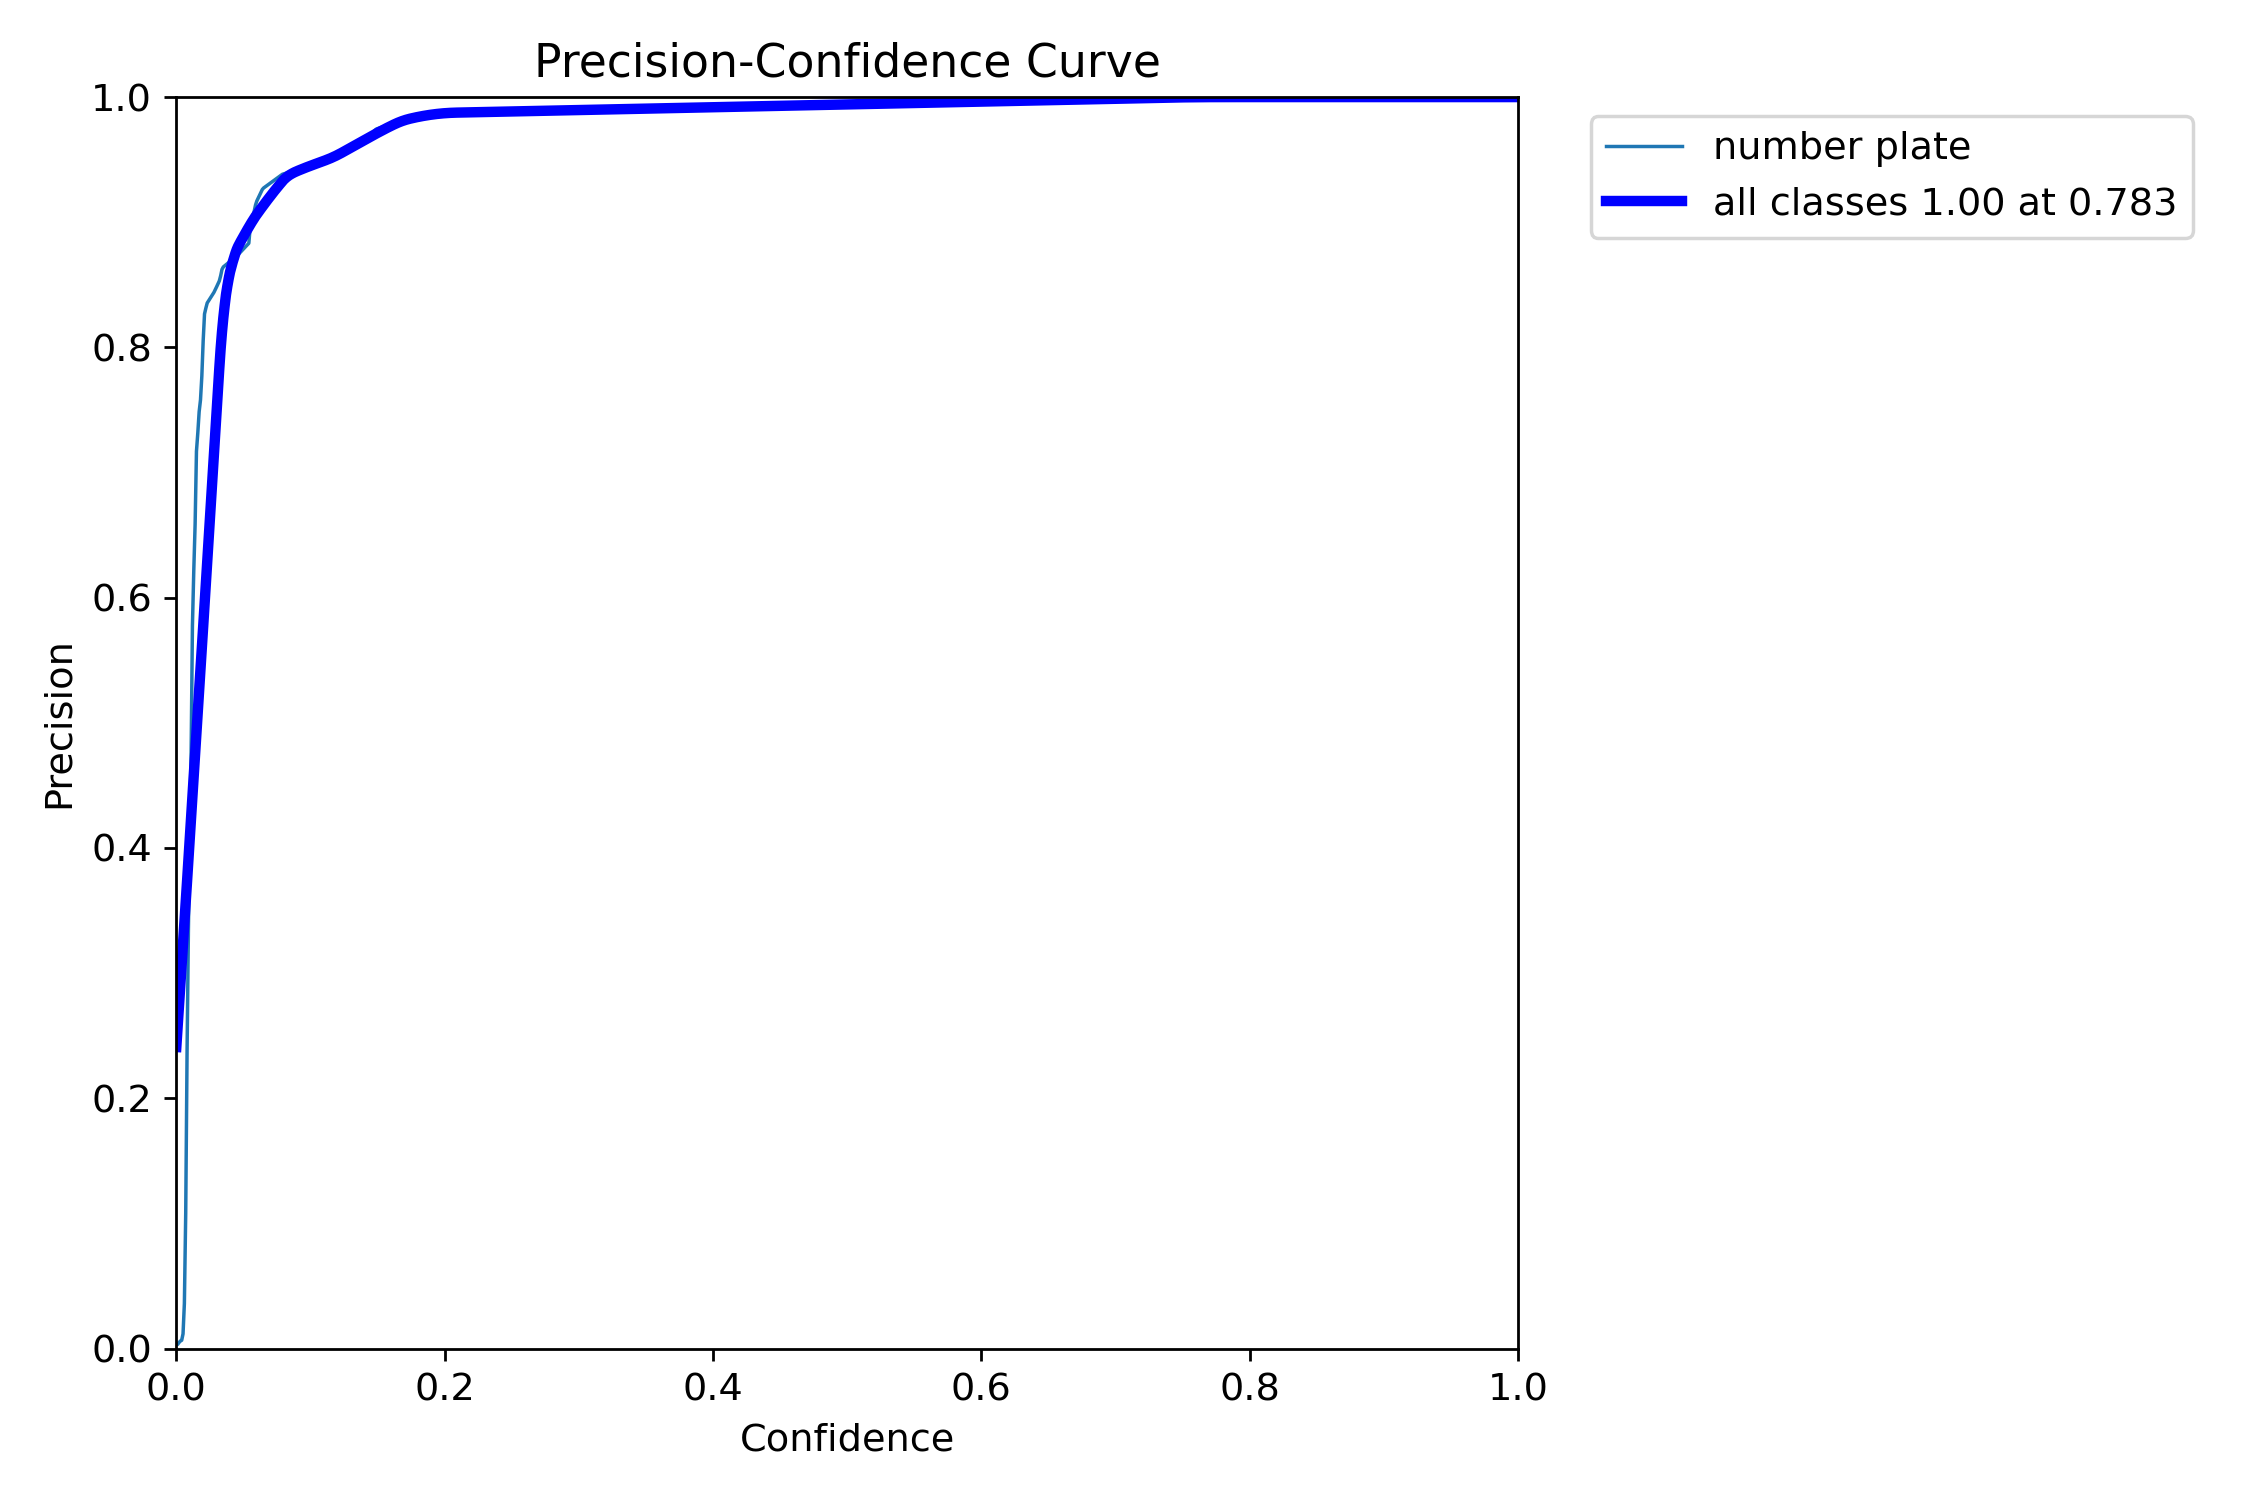 Precision-Confidence Curve
1.0
0.8
0.6
0.4
0.2
0.0
Precision
0.0 0.2 0.4 0.6 0.8 1.0
Confidence
number plate
all classes 1.00 at 0.783